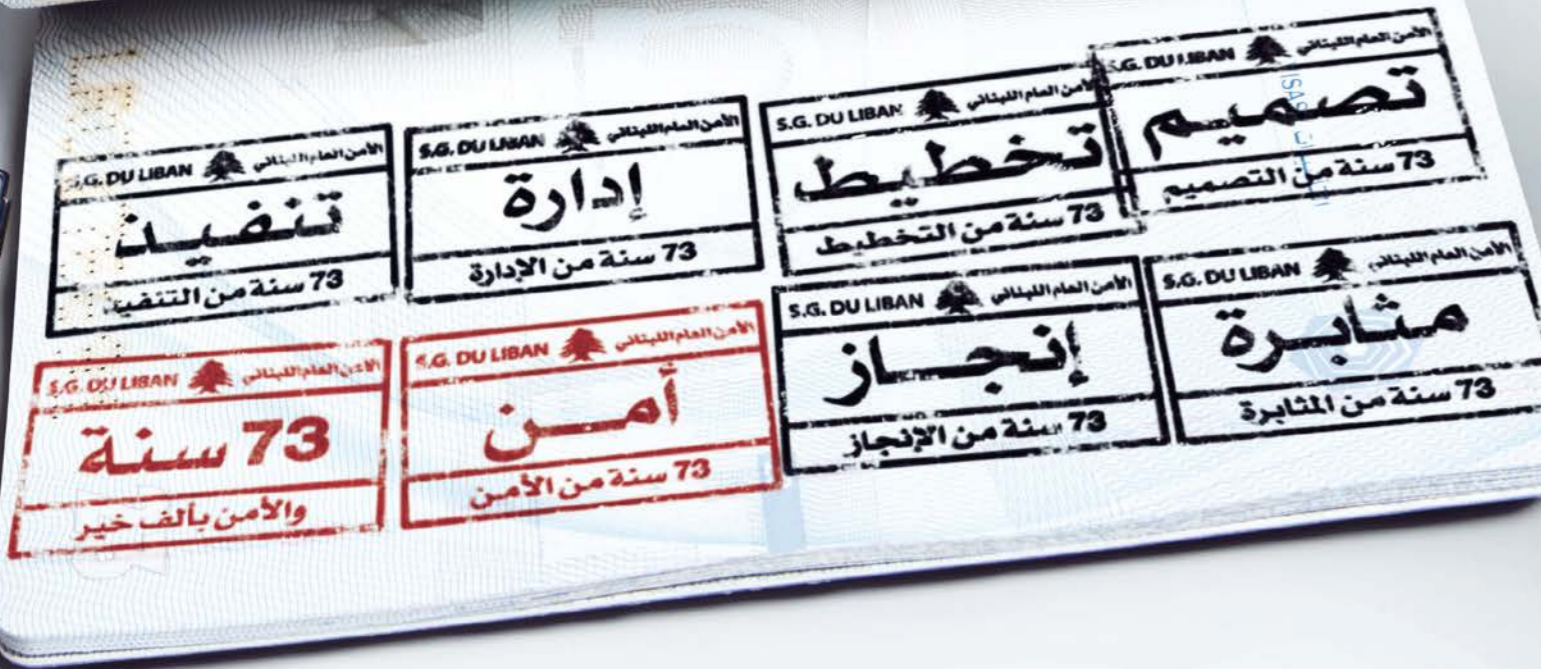 الأمن العام اللبناني S.G. DU LIBAN
تصميم
73 سنة من التصميم
الأمن العام اللبناني S.G. DU LIBAN
تخطيط
73 سنة من التخطيط
الأمن العام اللبناني S.G. DU LIBAN
إدارة
73 سنة من الإدارة
الأمن العام اللبناني S.G. DU LIBAN
تنفيذ
73 سنة من التنفيذ
الأمن العام اللبناني S.G. DU LIBAN
مثابرة
73 سنة من المثابرة
الأمن العام اللبناني S.G. DU LIBAN
إنجاز
73 سنة من الإنجاز
الأمن العام اللبناني S.G. DU LIBAN
أمن
73 سنة من الأمن
الأمن العام اللبناني S.G. DU LIBAN
73 سنة
والأمن بألف خير